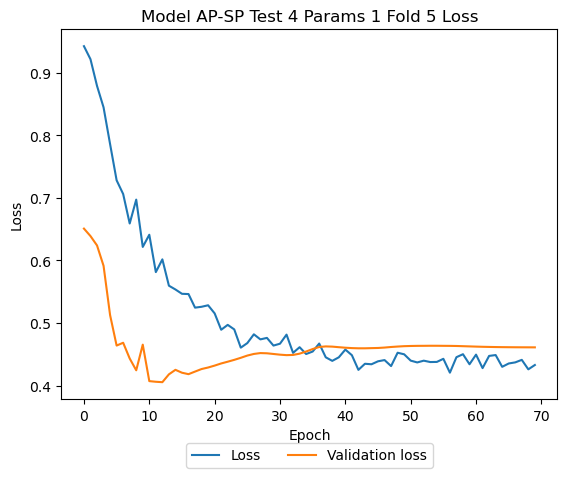 Model AP-SP Test 4 Params 1 Fold 5 Loss
0.9
0.8
0.7
0.6
0.5
0.4
Loss
0 10 20 30 40 50 60 70
Epoch
Loss Validation loss